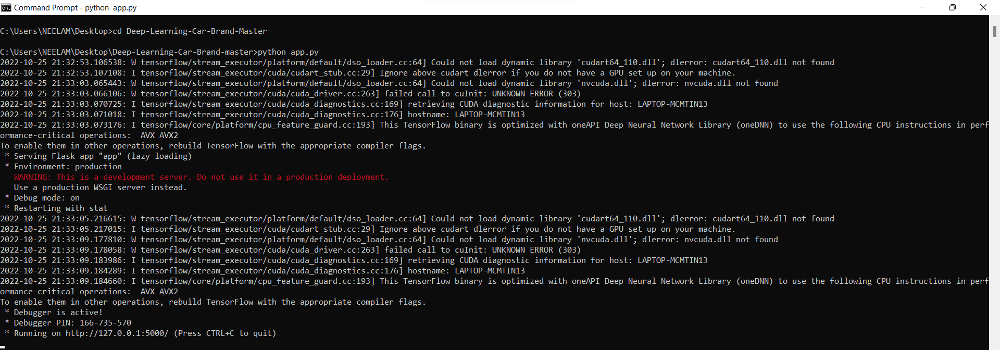 Command Prompt - python  app.py
C:\Users\NEELAM\Desktop>cd Deep-Learning-Car-Brand-Master
C:\Users\NEELAM\Desktop\Deep-Learning-Car-Brand-master>python app.py
2022-10-25 21:32:53.106538: W tensorflow/stream_executor/platform/default/dso_loader.cc:64] Could not load dynamic library 'cudart64_110.dll'; dlerror: cudart64_110.dll not found
2022-10-25 21:32:53.107108: I tensorflow/stream_executor/cuda/cudart_stub.cc:29] Ignore above cudart dlerror if you do not have a GPU set up on your machine.
2022-10-25 21:33:03.065443: W tensorflow/stream_executor/platform/default/dso_loader.cc:64] Could not load dynamic library 'nvcuda.dll'; dlerror: nvcuda.dll not found
2022-10-25 21:33:03.066106: W tensorflow/stream_executor/cuda/cuda_driver.cc:263] failed call to cuInit: UNKNOWN ERROR (303)
2022-10-25 21:33:03.070725: I tensorflow/stream_executor/cuda/cuda_diagnostics.cc:169] retrieving CUDA diagnostic information for host: LAPTOP-MCMTIN13
2022-10-25 21:33:03.071018: I tensorflow/stream_executor/cuda/cuda_diagnostics.cc:176] hostname: LAPTOP-MCMTIN13
2022-10-25 21:33:03.073176: I tensorflow/core/platform/cpu_feature_guard.cc:193] This TensorFlow binary is optimized with oneAPI Deep Neural Network Library (oneDNN) to use the following CPU instructions in perf
ormance-critical operations:  AVX AVX2
To enable them in other operations, rebuild TensorFlow with the appropriate compiler flags.
 * Serving Flask app "app" (lazy loading)
 * Environment: production
   WARNING: This is a development server. Do not use it in a production deployment.
   Use a production WSGI server instead.
 * Debug mode: on
 * Restarting with stat
2022-10-25 21:33:05.216615: W tensorflow/stream_executor/platform/default/dso_loader.cc:64] Could not load dynamic library 'cudart64_110.dll'; dlerror: cudart64_110.dll not found
2022-10-25 21:33:05.217015: I tensorflow/stream_executor/cuda/cudart_stub.cc:29] Ignore above cudart dlerror if you do not have a GPU set up on your machine.
2022-10-25 21:33:09.177810: W tensorflow/stream_executor/platform/default/dso_loader.cc:64] Could not load dynamic library 'nvcuda.dll'; dlerror: nvcuda.dll not found
2022-10-25 21:33:09.178058: W tensorflow/stream_executor/cuda/cuda_driver.cc:263] failed call to cuInit: UNKNOWN ERROR (303)
2022-10-25 21:33:09.183986: I tensorflow/stream_executor/cuda/cuda_diagnostics.cc:169] retrieving CUDA diagnostic information for host: LAPTOP-MCMTIN13
2022-10-25 21:33:09.184289: I tensorflow/stream_executor/cuda/cuda_diagnostics.cc:176] hostname: LAPTOP-MCMTIN13
2022-10-25 21:33:09.184660: I tensorflow/core/platform/cpu_feature_guard.cc:193] This TensorFlow binary is optimized with oneAPI Deep Neural Network Library (oneDNN) to use the following CPU instructions in perf
ormance-critical operations:  AVX AVX2
To enable them in other operations, rebuild TensorFlow with the appropriate compiler flags.
 * Debugger is active!
 * Debugger PIN: 166-735-570
 * Running on http://127.0.0.1:5000/ (Press CTRL+C to quit)